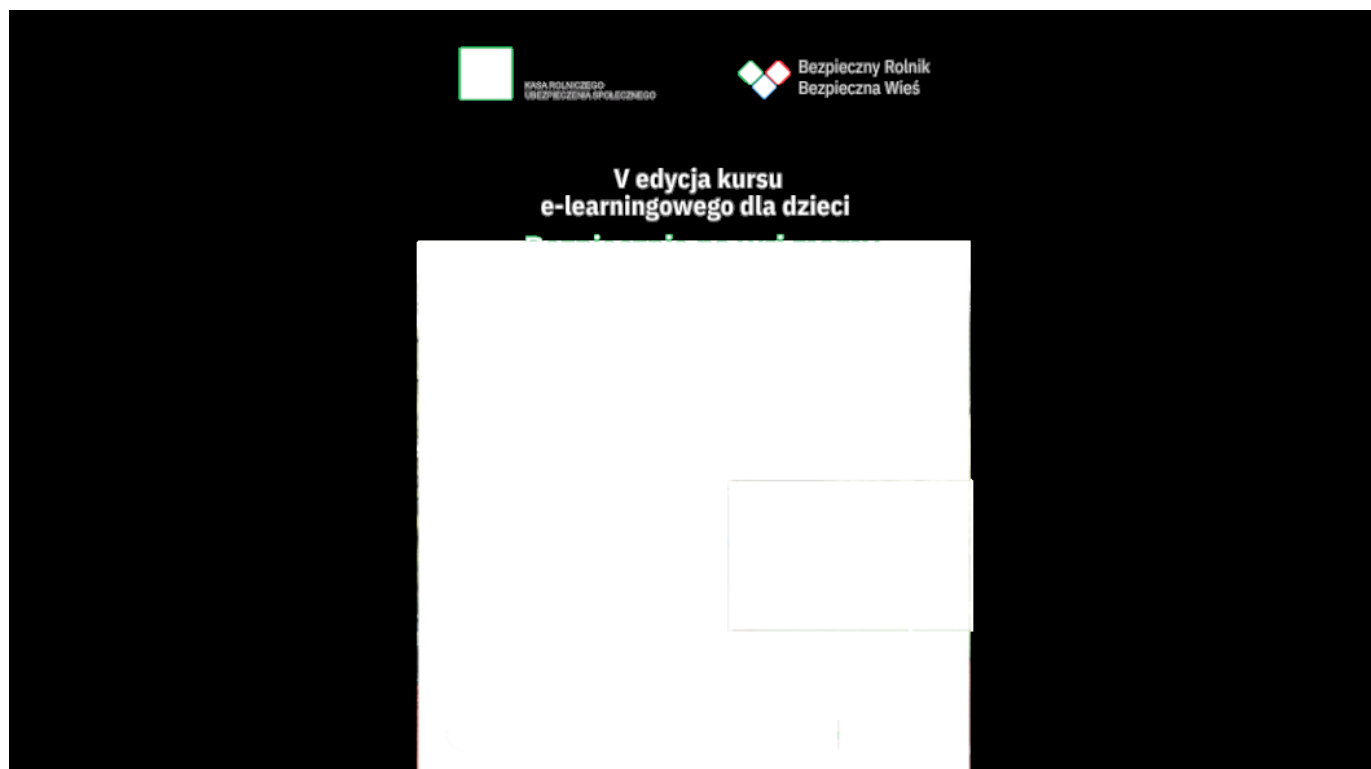 KASA ROLNICZEGO
UBEZPIECZENIA SPOŁECZNEGO
Bezpieczny Rolnik
Bezpieczna Wieś
V edycja kursu
e-learningowego dla dzieci